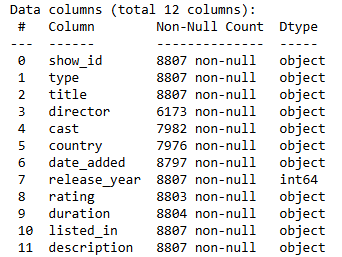 Data columns (total 12 columns):
 #   Column        Non-Null Count  Dtype
---  ------        --------------  -----
 0   show_id       8807 non-null   object
 1   type          8807 non-null   object
 2   title         8807 non-null   object
 3   director      6173 non-null   object
 4   cast          7982 non-null   object
 5   country       7976 non-null   object
 6   date_added    8797 non-null   object
 7   release_year  8807 non-null   int64
 8   rating        8803 non-null   object
 9   duration      8804 non-null   object
 10  listed_in     8807 non-null   object
 11  description   8807 non-null   object